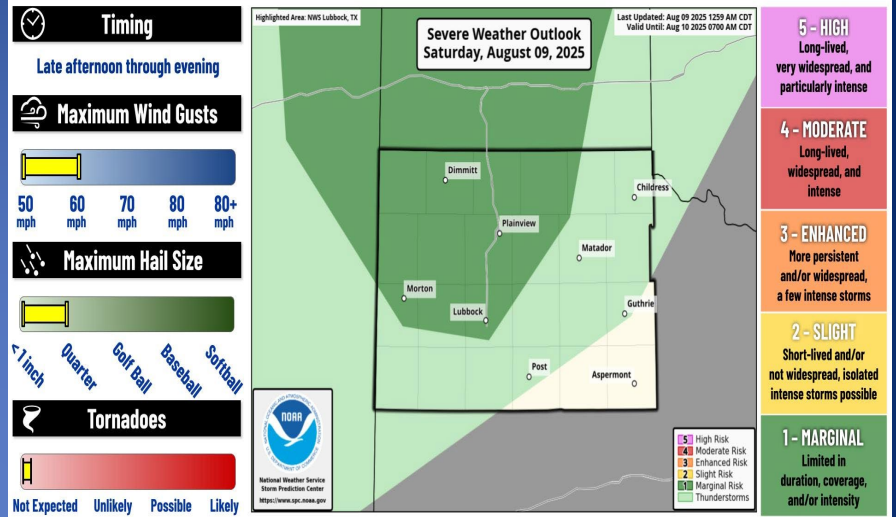 Timing
Late afternoon through evening
Maximum Wind Gusts
50 mph
60 mph
70 mph
80 mph
80+ mph
Maximum Hail Size
< 1 inch
Quarter
Golf Ball
Baseball
Softball
Tornadoes
Not Expected
Unlikely
Possible
Likely
Highlighted Area: NWS Lubbock, TX
Severe Weather Outlook
Saturday, August 09, 2025
Last Updated: Aug 09 2025 1259 AM CDT
Valid Until: Aug 10 2025 0700 AM CDT
Dimmitt
Childress
Plainview
Matador
Morton
Lubbock
Guthrie
Post
Aspermont
NOAA
National Weather Service
Storm Prediction Center
https://www.spc.noaa.gov
5 High Risk
4 Moderate Risk
3 Enhanced Risk
2 Slight Risk
1 Marginal Risk
Thunderstorms
5 - HIGH
Long-lived,
very widespread, and
particularly intense
4 - MODERATE
Long-lived,
widespread, and
intense
3 - ENHANCED
More persistent
and/or widespread,
a few intense storms
2 - SLIGHT
Short-lived and/or
not widespread, isolated
intense storms possible
1 - MARGINAL
Limited in
duration, coverage,
and/or intensity